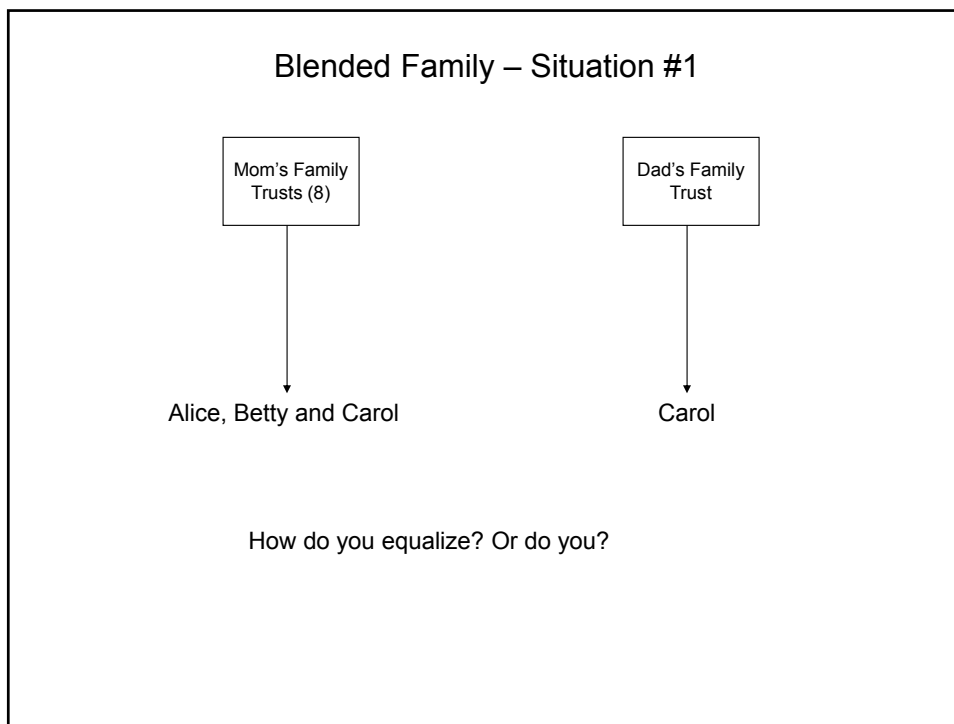 Blended Family – Situation #1
Mom’s Family
Trusts (8)
Dad’s Family
Trust
Alice, Betty and Carol
Carol
How do you equalize? Or do you?